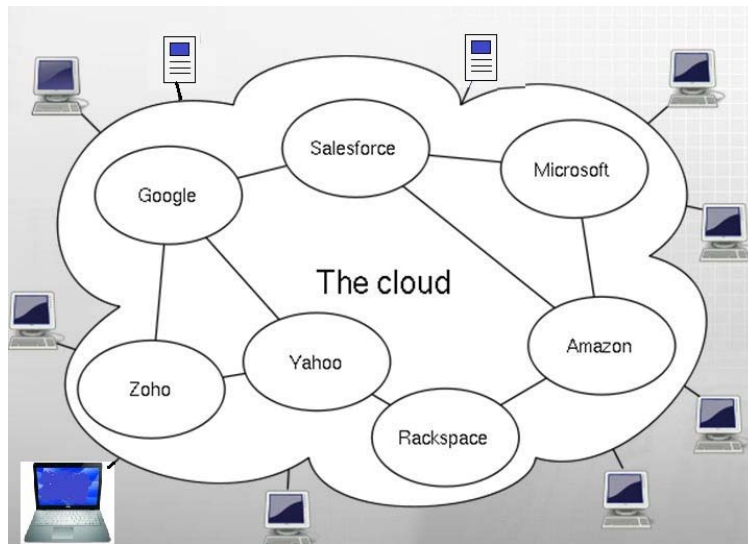 Salesforce
Microsoft
Google
The cloud
Amazon
Yahoo
Zoho
Rackspace